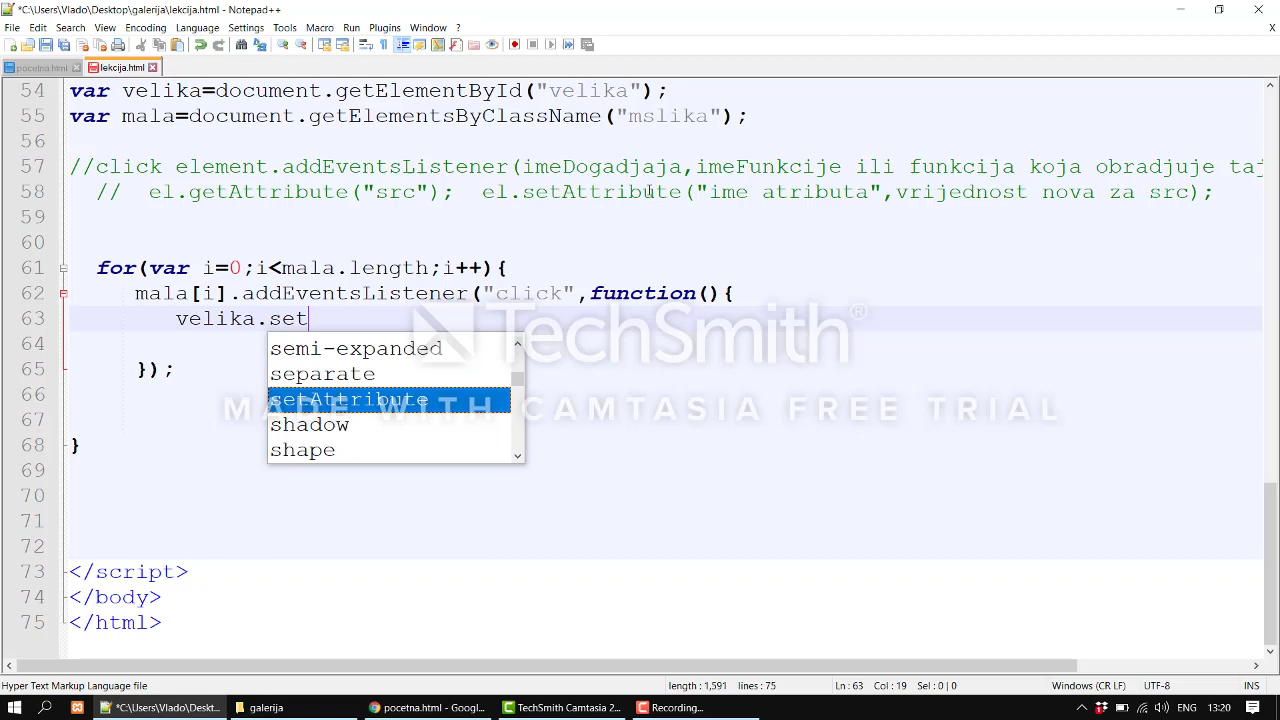 *C:\Users\Vlado\Desktop\galerija\lekcija.html - Notepad++
File Edit Search View Encoding Language Settings Tools Macro Run Plugins Window ? X
pocetna.html lekcija.html
54 var velika=document.getElementById("velika");
55 var mala=document.getElementsByClassName("mslika");
56
57 //click element.addEventsListener(imeDogadjaja,imeFunkcije ili funkcija koja obradjuje taj
58 // el.getAttribute("src"); el.setAttribute("ime atributa",vrijednost nova za src);
59
60
61 for(var i=0;i<mala.length;i++){
62 mala[i].addEventsListener("click",function(){
63 velika.set
64
65 });
66
67
68 }
69
70
71
72
73 </script>
74 </body>
75 </html>
semi-expanded
separate
setAttribute
shadow
shape
TechSmith®
MADE WITH CAMTASIA FREE TRIAL
Hyper Text Markup Language file length : 1,591 lines : 75 Ln : 63 Col : 19 Sel : 0 | 0 Windows (CR LF) UTF-8 INS
*C:\Users\Vlado\Deskt... galerija pocetna.html - Googl... TechSmith Camtasia 2... Recording... ENG 13:20